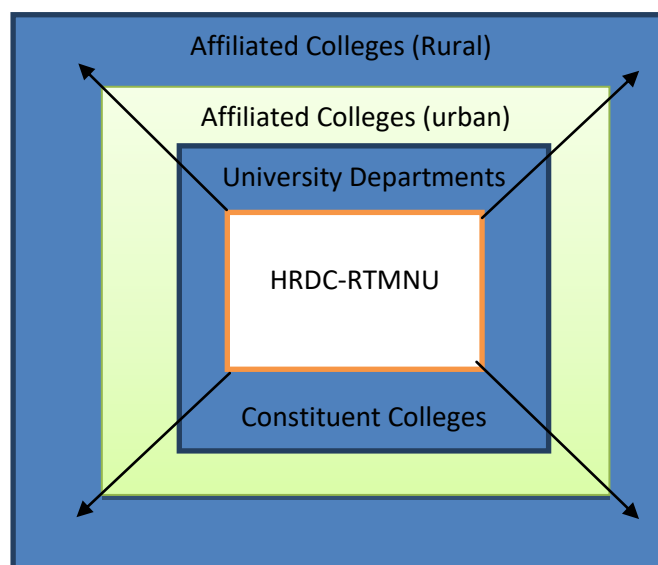 Affiliated Colleges (Rural)
Affiliated Colleges (urban)
University Departments
HRDC-RTMNU
Constituent Colleges